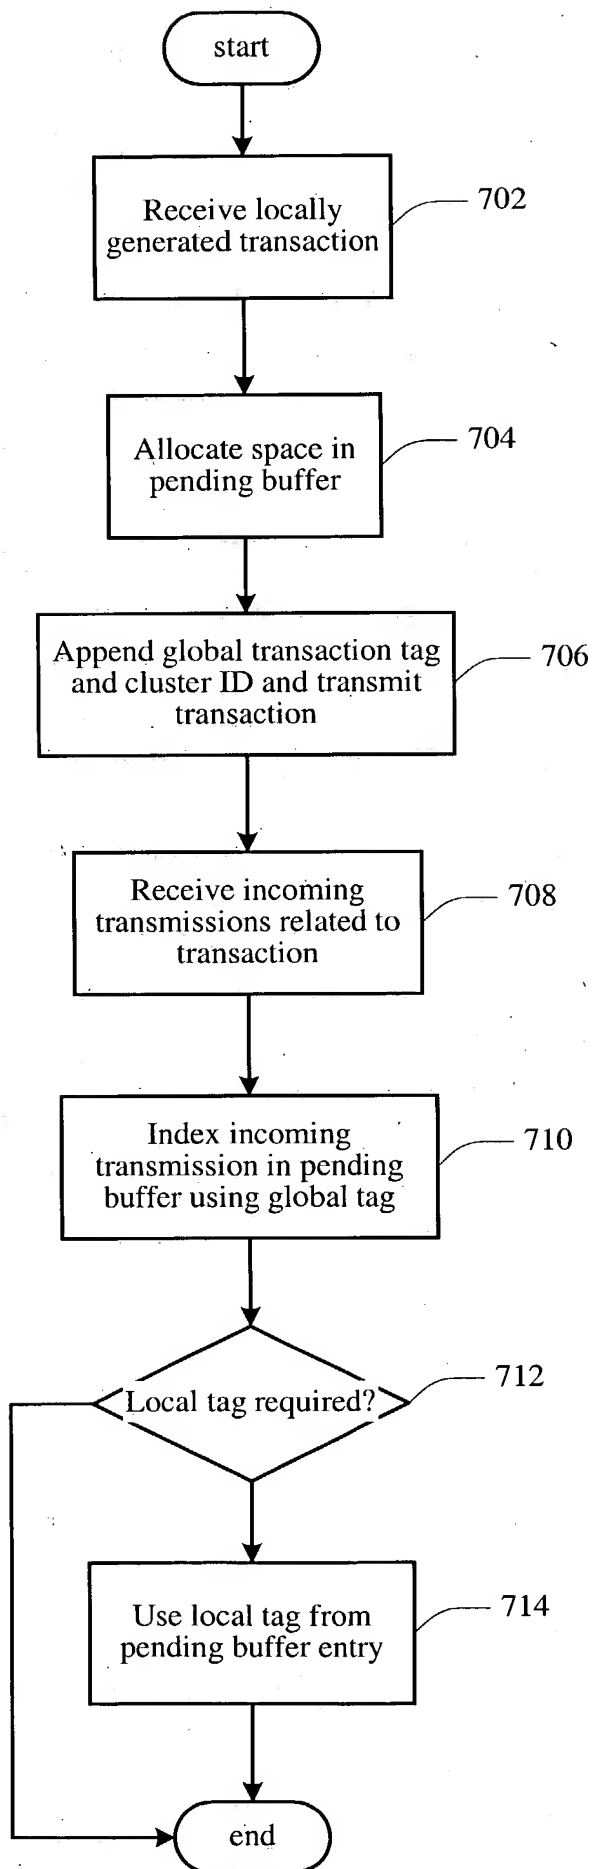 start
Receive locally
generated transaction
702
Allocate space in
pending buffer
704
Append global transaction tag
and cluster ID and transmit
transaction
706
Receive incoming
transmissions related to
transaction
708
Index incoming
transmission in pending
buffer using global tag
710
Local tag required?
712
Use local tag from
pending buffer entry
714
end